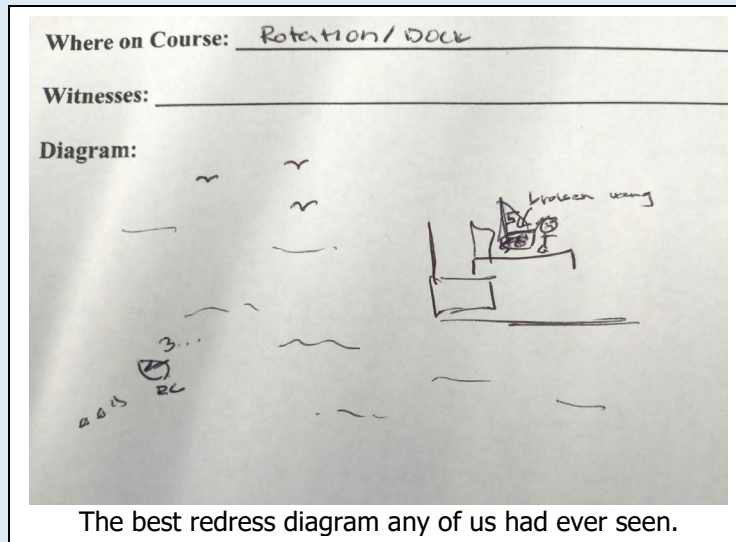 Where on Course: Rotation/Dock
Witnesses:
Diagram:
broken
3...
RC
The best redress diagram any of us had ever seen.